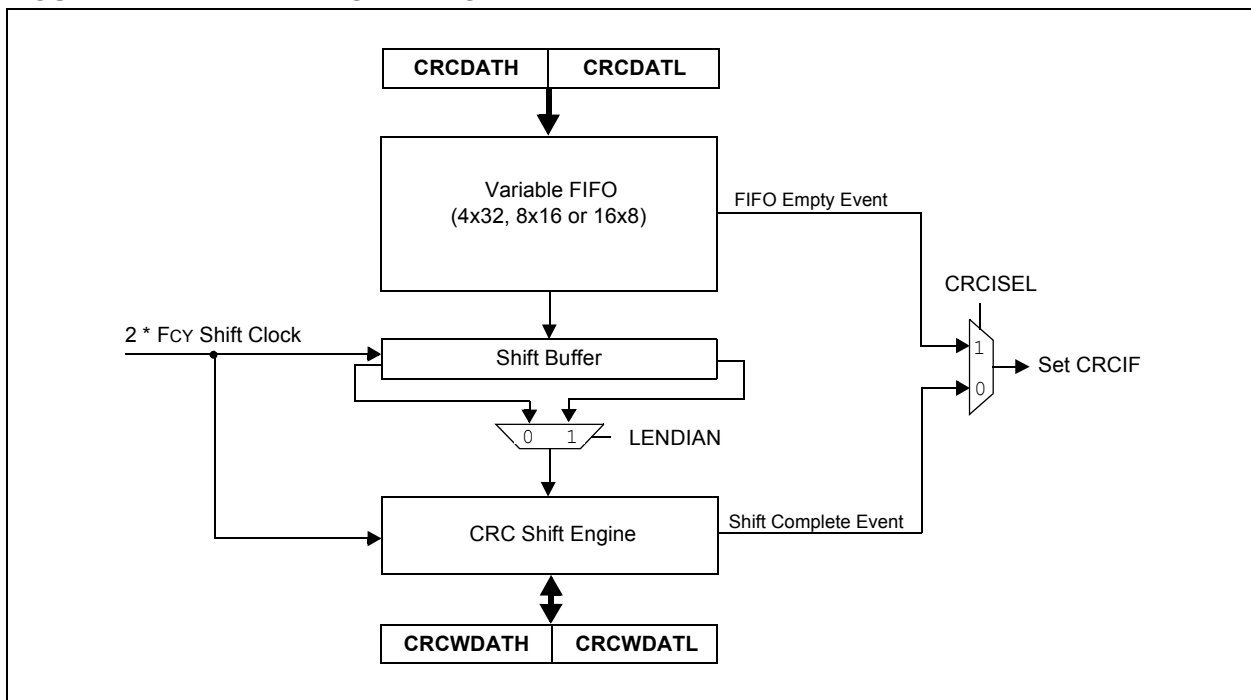 CRCDATH CRCDATL
Variable FIFO
(4x32, 8x16 or 16x8)
FIFO Empty Event
CRCISEL
2 * FCY Shift Clock
1
Set CRCIF
Shift Buffer
0
0 1
LENDIAN
CRC Shift Engine
Shift Complete Event
CRCWDATH CRCWDATL